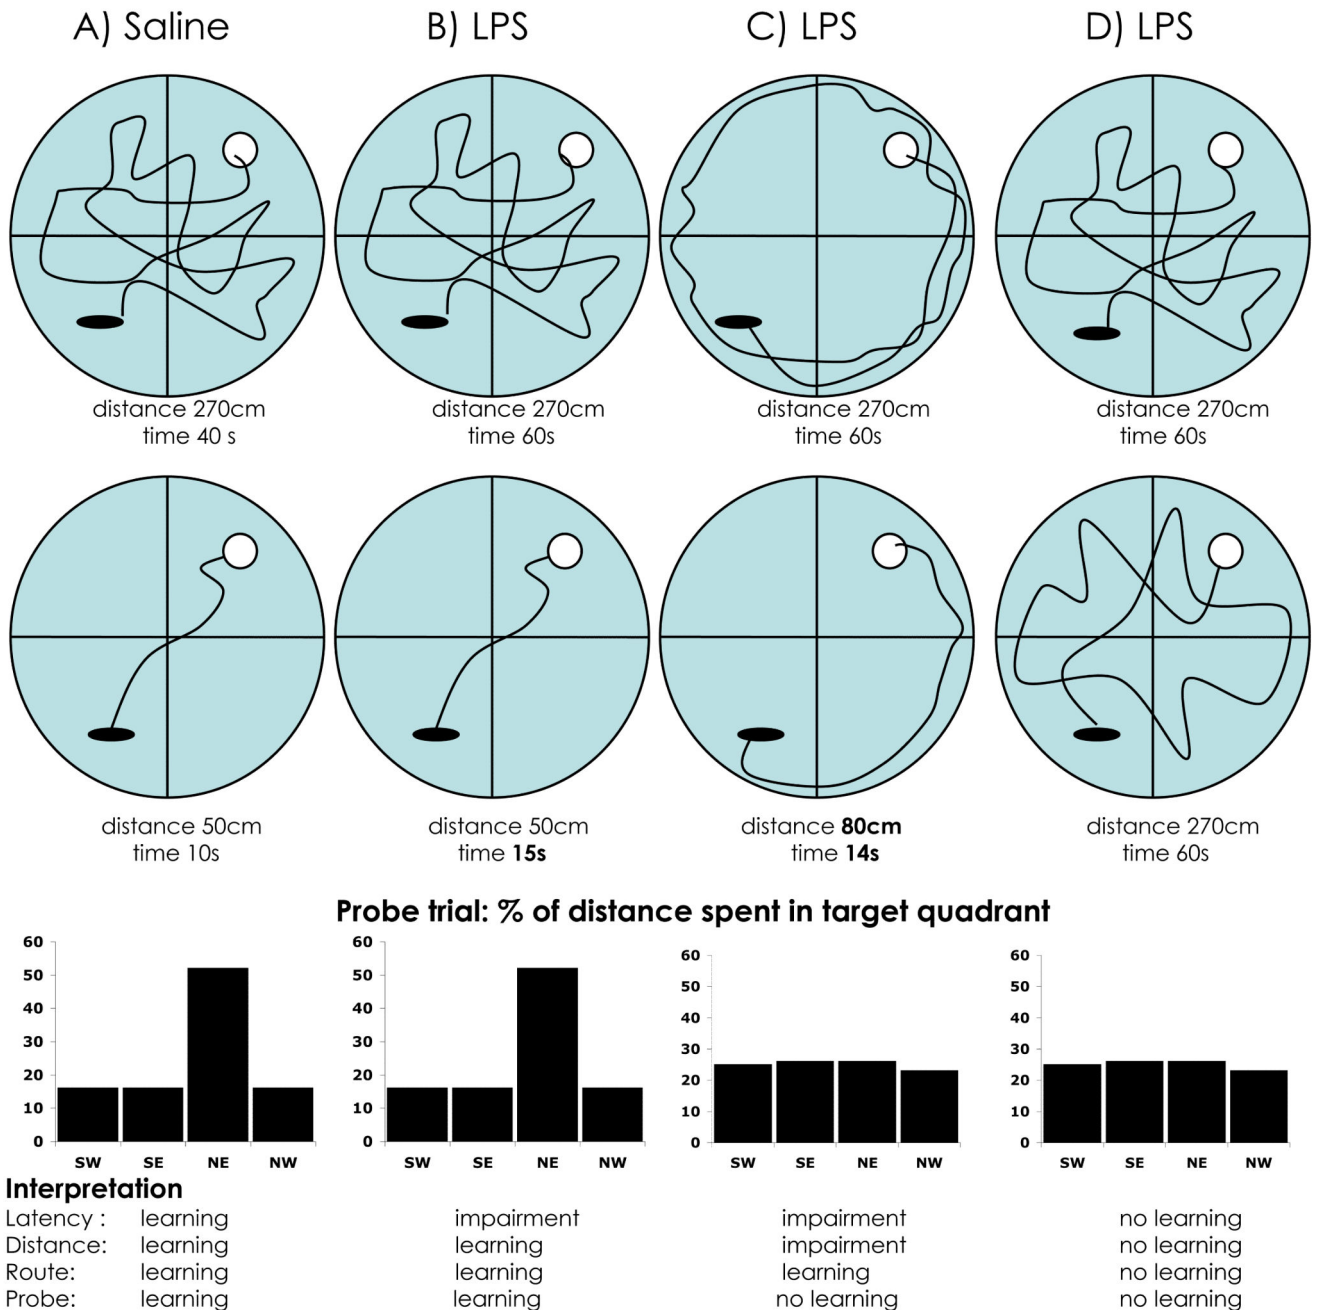 A) Saline B) LPS C) LPS D) LPS
distance 270cm distance 270cm distance 270cm distance 270cm
time 40 s time 60s time 60s time 60s
distance 50cm distance 50cm distance 80cm distance 270cm
time 10s time 15s time 14s time 60s
Probe trial: % of distance spent in target quadrant
60 60 60 60
50 50 50 50
40 40 40 40
30 30 30 30
20 20 20 20
10 10 10 10
0 0 0 0
SW SE NE NW SW SE NE NW SW SE NE NW SW SE NE NW
Interpretation
Latency : learning impairment impairment no learning
Distance: learning learning impairment no learning
Route: learning learning learning no learning
Probe: learning learning no learning no learning